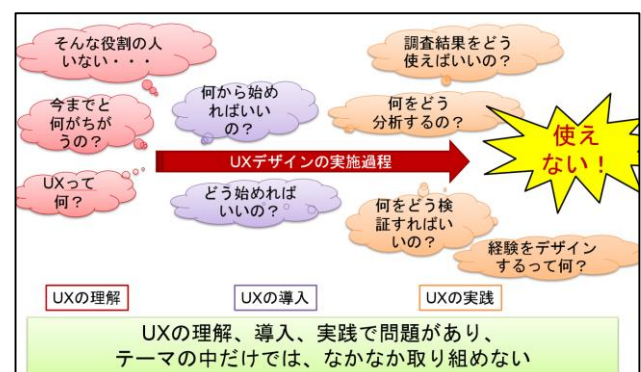 そんな役割の人
いない・・・
今までと
何がちが
うの?
UXって
何?
何から始め
ればいい
の?
どう始めれば
いいの?
調査結果をどう
使えばいいの?
何をどう
分析するの?
何をどう検
証すればい
いの?
経験をデザイン
するって何?
UXデザインの実施過程
使え
ない!
UXの理解
UXの導入
UXの実践
UXの理解、導入、実践で問題があり、
テーマの中だけでは、なかなか取り組めない